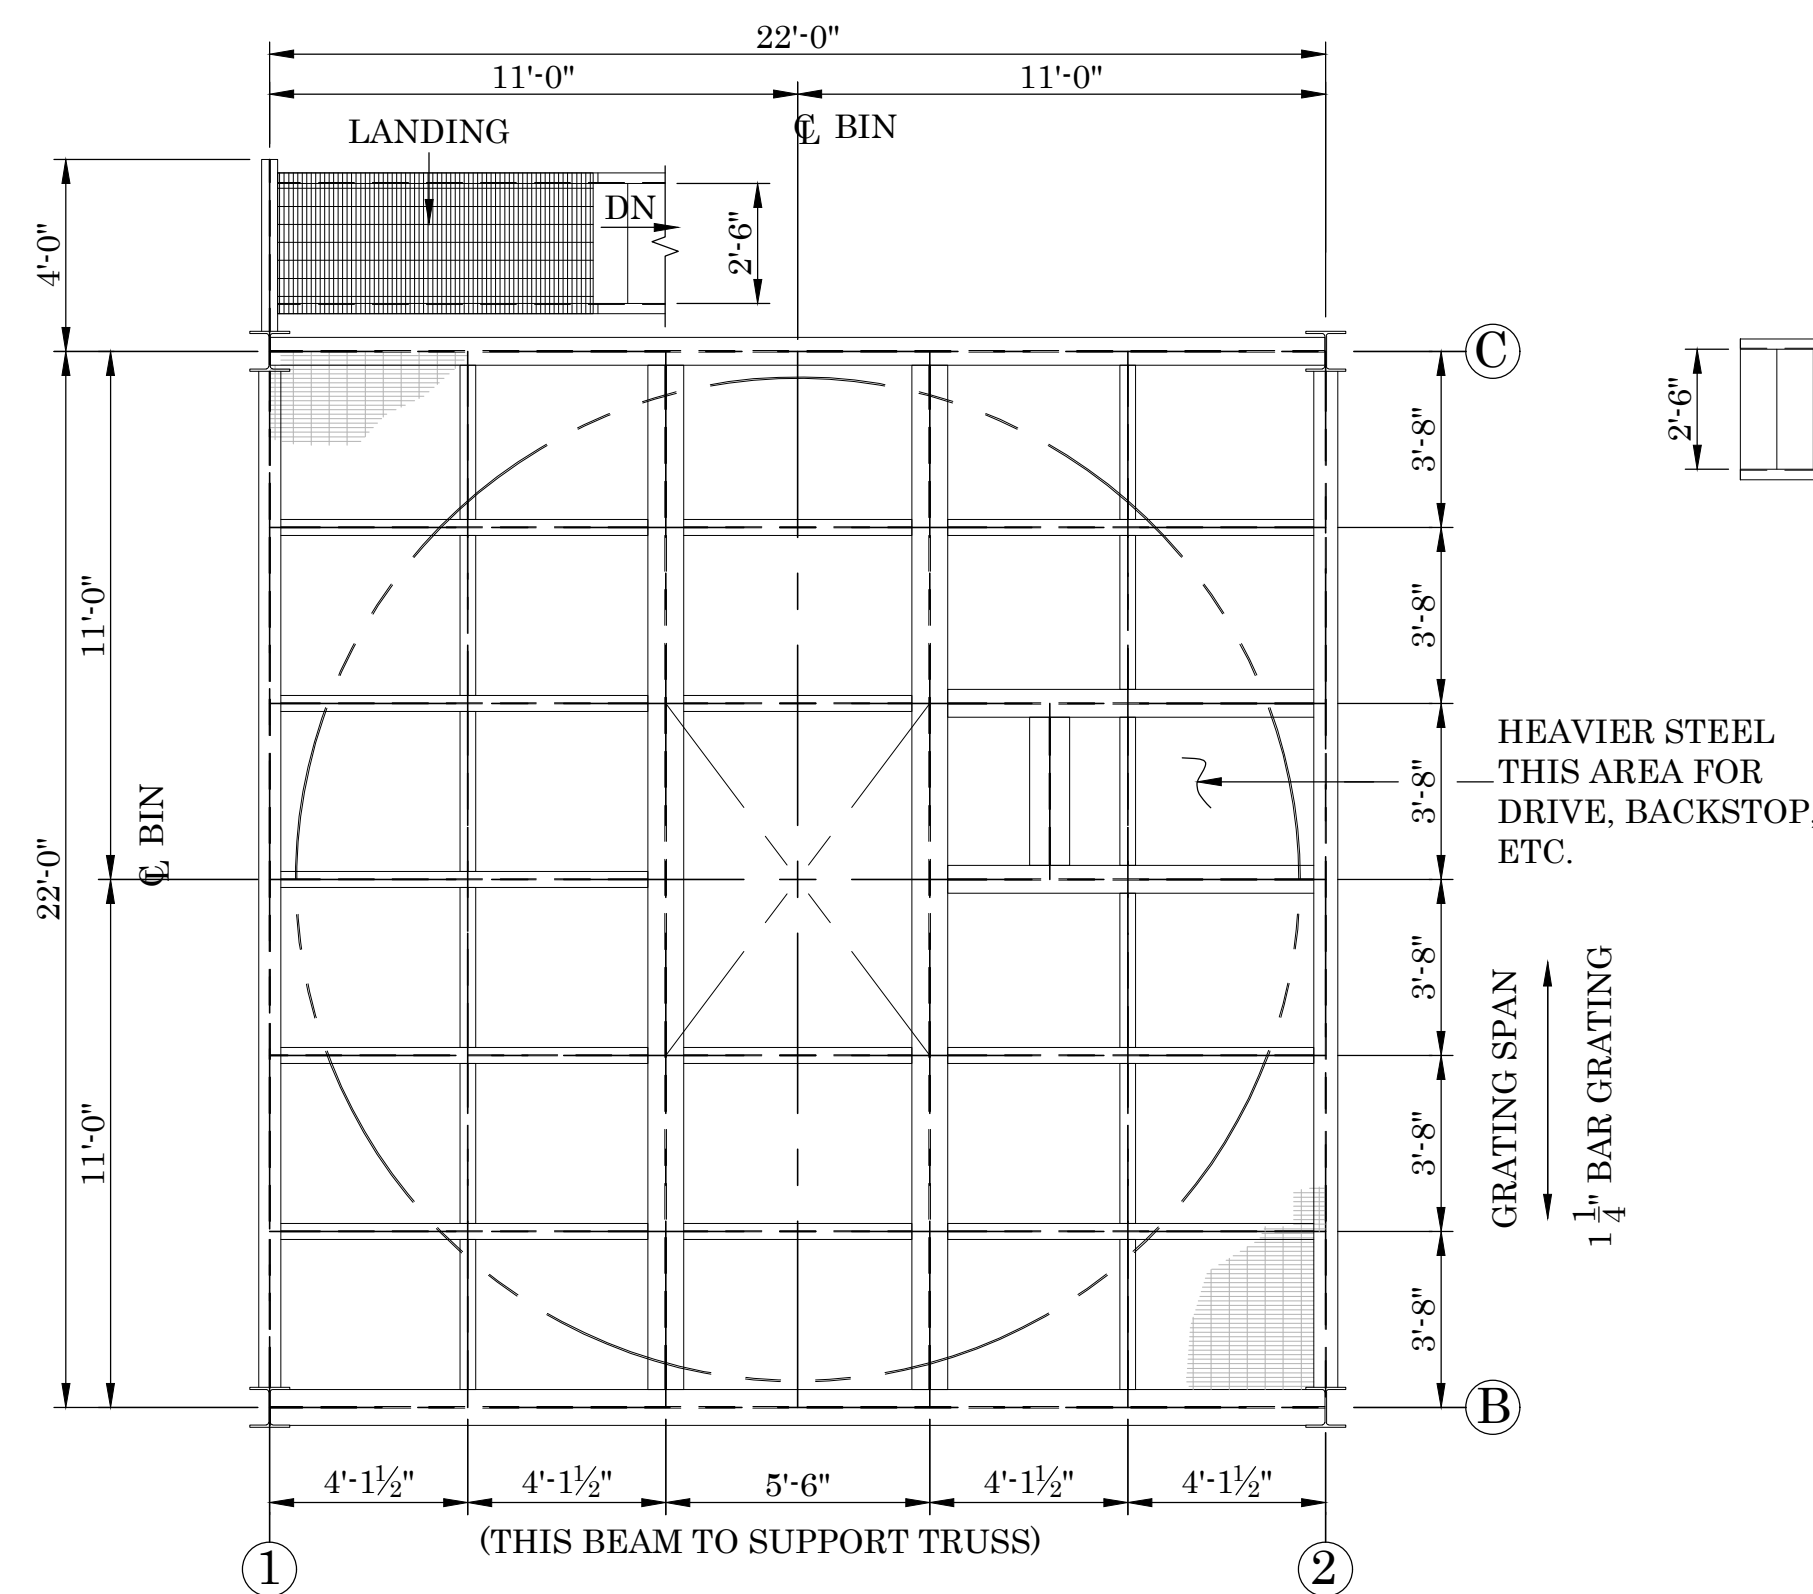 22'-0"
11'-0" 11'-0"
℄ BIN
LANDING
DN
4'-0"
2'-6"
C
2'-6"
3'-8"
3'-8"
3'-8"
3'-8"
3'-8"
3'-8"
11'-0"
℄ BIN
22'-0"
11'-0"
HEAVIER STEEL
THIS AREA FOR
DRIVE, BACKSTOP,
ETC.
GRATING SPAN
1 1/4" BAR GRATING
B
4'-1½" 4'-1½" 5'-6" 4'-1½" 4'-1½"
(THIS BEAM TO SUPPORT TRUSS)
1 2